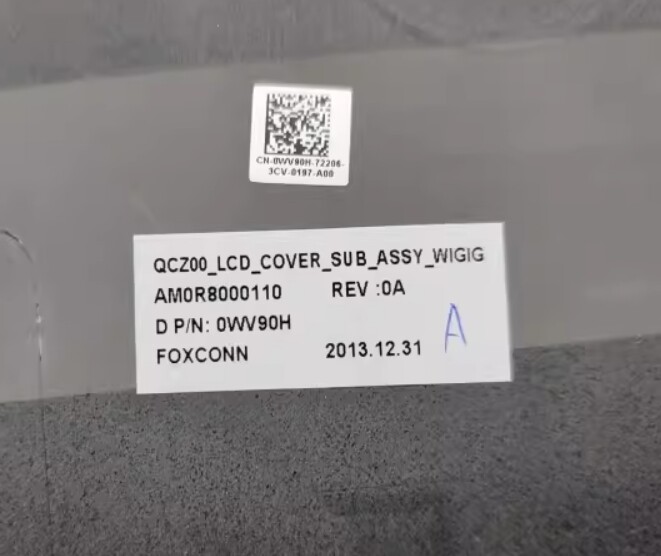 CN-0WV90H-72206-
3CV-0197-A00
QCZ00_LCD_COVER_SUB_ASSY_WIGIG
AM0R8000110 REV :0A
D P/N: 0WV90H
FOXCONN 2013.12.31
A